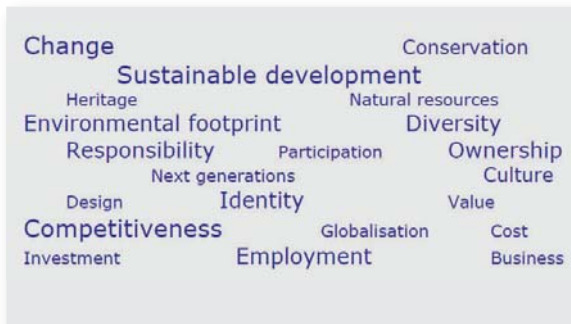 Change Conservation
Sustainable development
Heritage Natural resources
Environmental footprint Diversity
Responsibility Participation Ownership
Next generations Culture
Design Identity Value
Competitiveness Globalisation Cost
Investment Employment Business